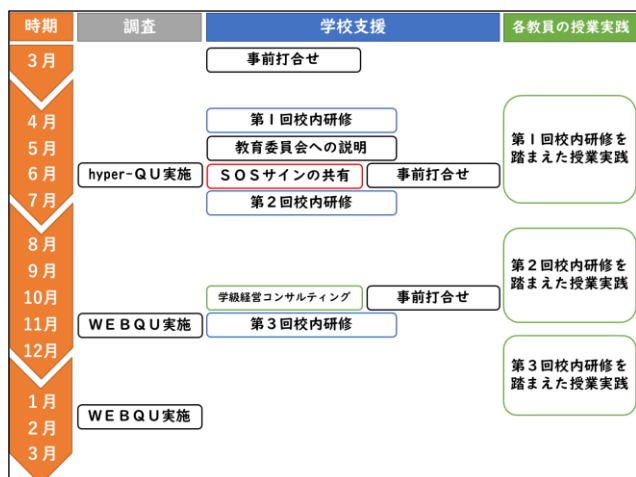 時期 調査 学校支援 各教員の授業実践
3月 事前打合せ
4月 第1回校内研修
5月 教育委員会への説明
第1回校内研修を
踏まえた授業実践
6月 hyper-QU実施 SOSサインの共有 事前打合せ
7月 第2回校内研修
8月
9月
第2回校内研修を
踏まえた授業実践
10月 学級経営コンサルティング 事前打合せ
11月 WEBQU実施 第3回校内研修
12月
第3回校内研修を
踏まえた授業実践
1月
2月 WEBQU実施
3月